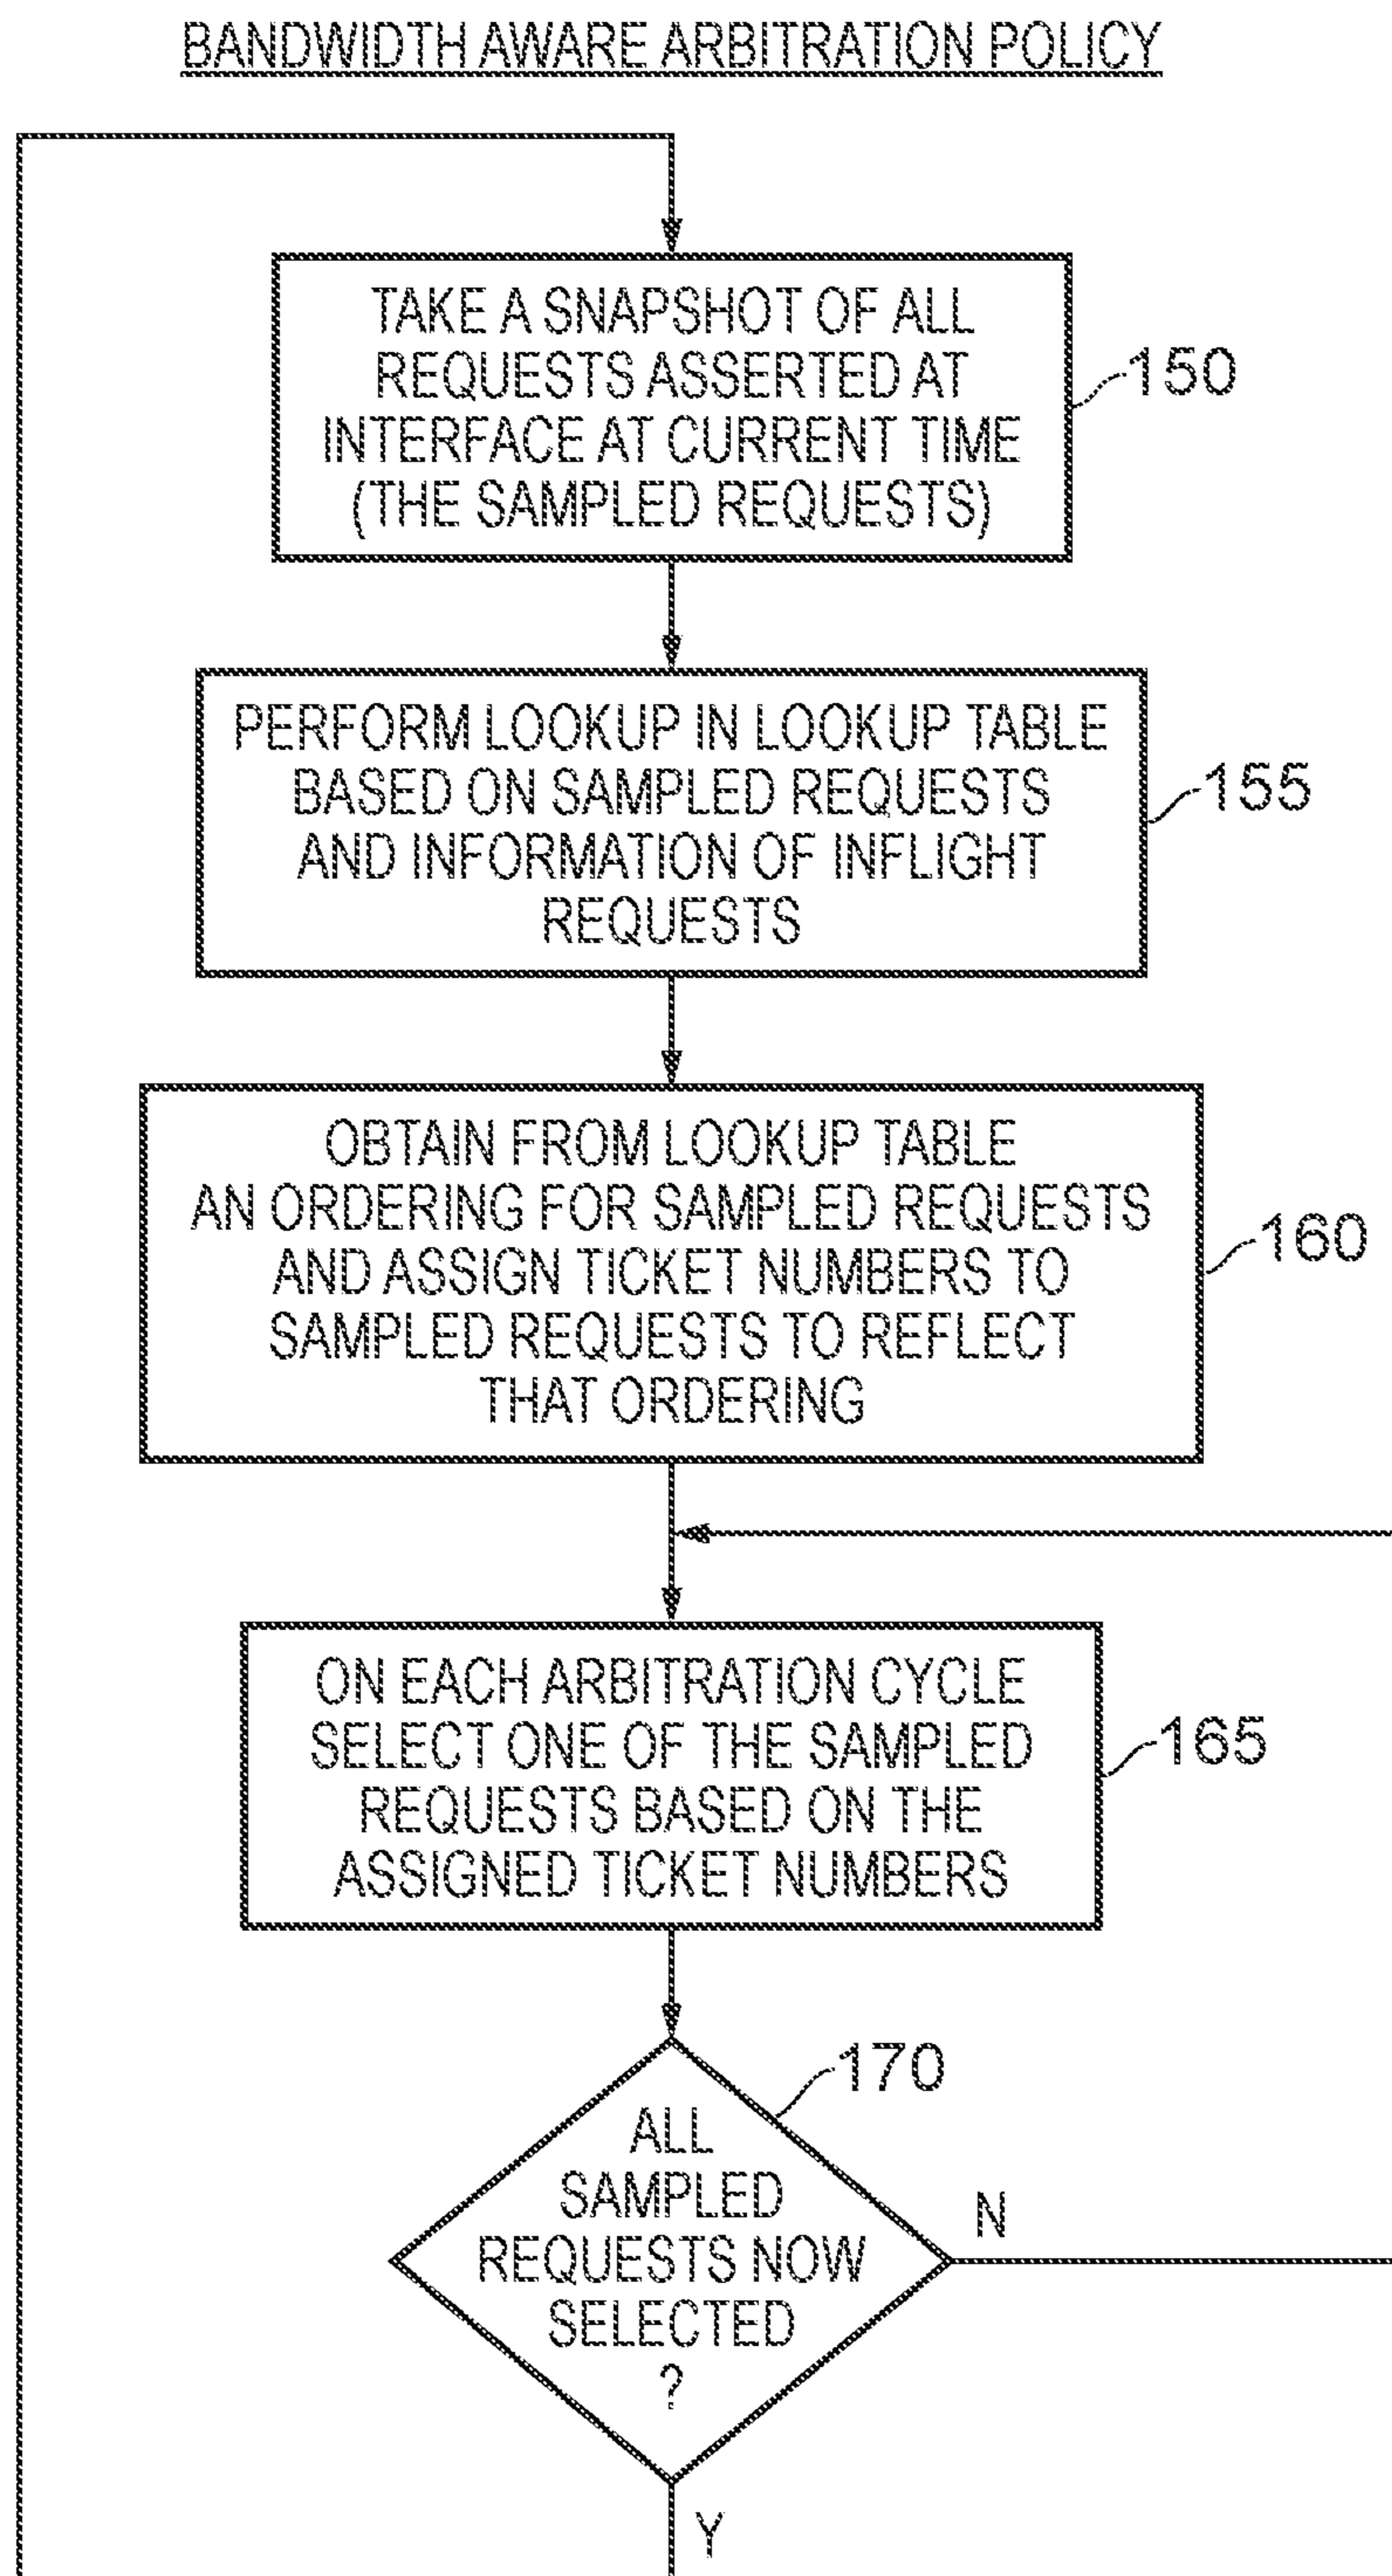 BANDWIDTH AWARE ARBITRATION POLICY
TAKE A SNAPSHOT OF ALL
REQUESTS ASSERTED AT
INTERFACE AT CURRENT TIME
(THE SAMPLED REQUESTS)
150
PERFORM LOOKUP IN LOOKUP TABLE
BASED ON SAMPLED REQUESTS
AND INFORMATION OF INFLIGHT
REQUESTS
155
OBTAIN FROM LOOKUP TABLE
AN ORDERING FOR SAMPLED REQUESTS
AND ASSIGN TICKET NUMBERS TO
SAMPLED REQUESTS TO REFLECT
THAT ORDERING
160
ON EACH ARBITRATION CYCLE
SELECT ONE OF THE SAMPLED
REQUESTS BASED ON THE
ASSIGNED TICKET NUMBERS
165
170
ALL
SAMPLED
REQUESTS NOW
SELECTED
?
N
Y